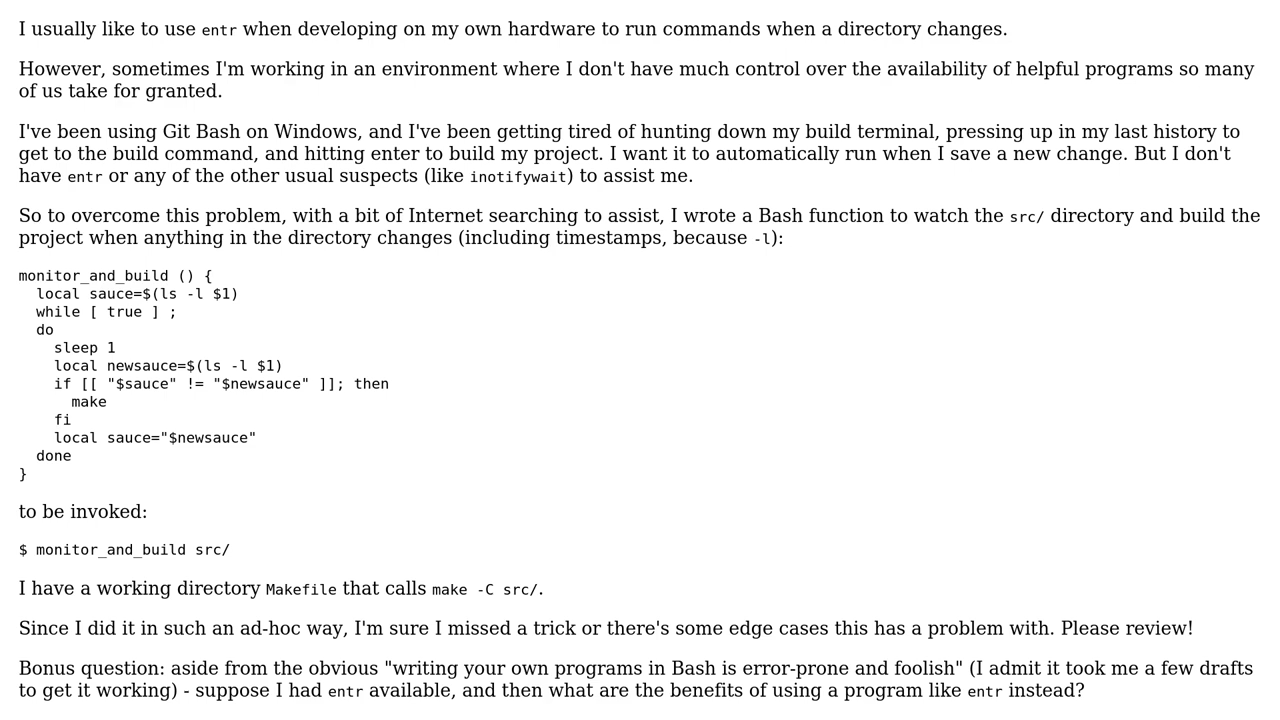 I usually like to use entr when developing on my own hardware to run commands when a directory changes.
However, sometimes I'm working in an environment where I don't have much control over the availability of helpful programs so many
of us take for granted.
I've been using Git Bash on Windows, and I've been getting tired of hunting down my build terminal, pressing up in my last history to
get to the build command, and hitting enter to build my project. I want it to automatically run when I save a new change. But I don't
have entr or any of the other usual suspects (like inotifywait) to assist me.
So to overcome this problem, with a bit of Internet searching to assist, I wrote a Bash function to watch the src/ directory and build the
project when anything in the directory changes (including timestamps, because -l):
monitor_and_build () {
  local sauce=$(ls -l $1)
  while [ true ] ;
  do
    sleep 1
    local newsauce=$(ls -l $1)
    if [[ "$sauce" != "$newsauce" ]]; then
      make
    fi
    local sauce="$newsauce"
  done
}
to be invoked:
$ monitor_and_build src/
I have a working directory Makefile that calls make -C src/.
Since I did it in such an ad-hoc way, I'm sure I missed a trick or there's some edge cases this has a problem with. Please review!
Bonus question: aside from the obvious "writing your own programs in Bash is error-prone and foolish" (I admit it took me a few drafts
to get it working) - suppose I had entr available, and then what are the benefits of using a program like entr instead?